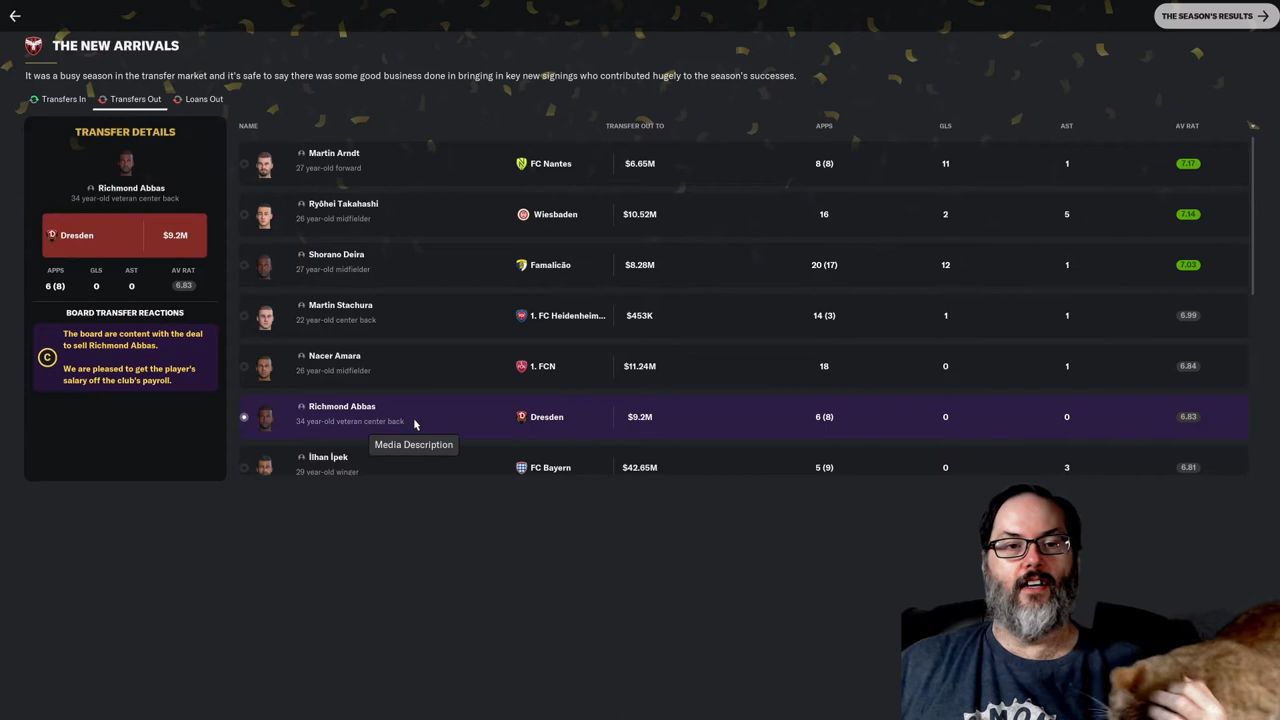 THE SEASON'S RESULTS
THE NEW ARRIVALS
It was a busy season in the transfer market and it's safe to say there was some good business done in bringing in key new signings who contributed hugely to the season's successes.
Transfers In Transfers Out Loans Out
TRANSFER DETAILS
Richmond Abbas
34 year-old veteran center back
Dresden $9.2M
APPS GLS AST AV RAT
6 (8) 0 0 6.83
BOARD TRANSFER REACTIONS
C
The board are content with the deal
to sell Richmond Abbas.
We are pleased to get the player's
salary off the club's payroll.
NAME TRANSFER OUT TO APPS GLS AST AV RAT
Martin Arndt
27 year-old forward
FC Nantes $6.65M 8 (8) 11 1 7.17
Ryōhei Takahashi
26 year-old midfielder
Wiesbaden $10.52M 16 2 5 7.14
Shorano Deira
27 year-old midfielder
Famalicão $8.28M 20 (17) 12 1 7.03
Martin Stachura
22 year-old center back
1. FC Heidenheim... $453K 14 (3) 1 1 6.99
Nacer Amara
26 year-old midfielder
1. FCN $11.24M 18 0 1 6.84
Richmond Abbas
34 year-old veteran center back
Dresden $9.2M 6 (8) 0 0 6.83
Media Description
İlhan İpek
29 year-old winger
FC Bayern $42.65M 5 (9) 0 3 6.81